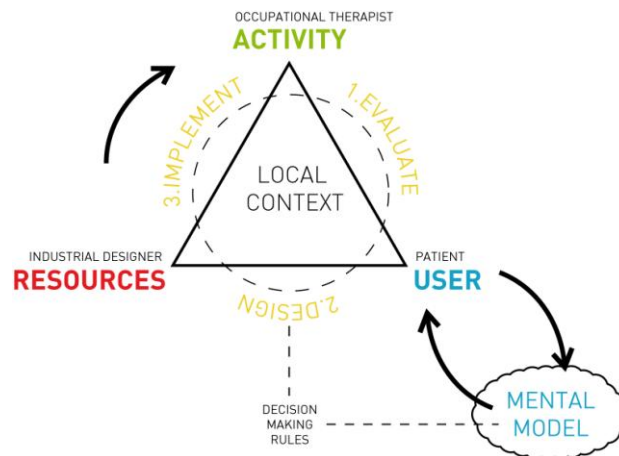 OCCUPATIONAL THERAPIST
ACTIVITY
1.EVALUATE
3.IMPLEMENT
LOCAL
CONTEXT
INDUSTRIAL DESIGNER
RESOURCES
PATIENT
USER
2.DESIGN
DECISION
MAKING
RULES
MENTAL
MODEL